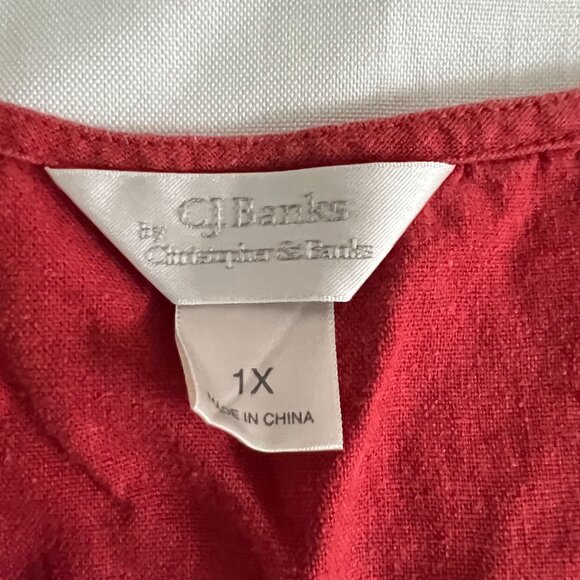 CJ Banks
by
Christopher & Banks
1X
MADE IN CHINA